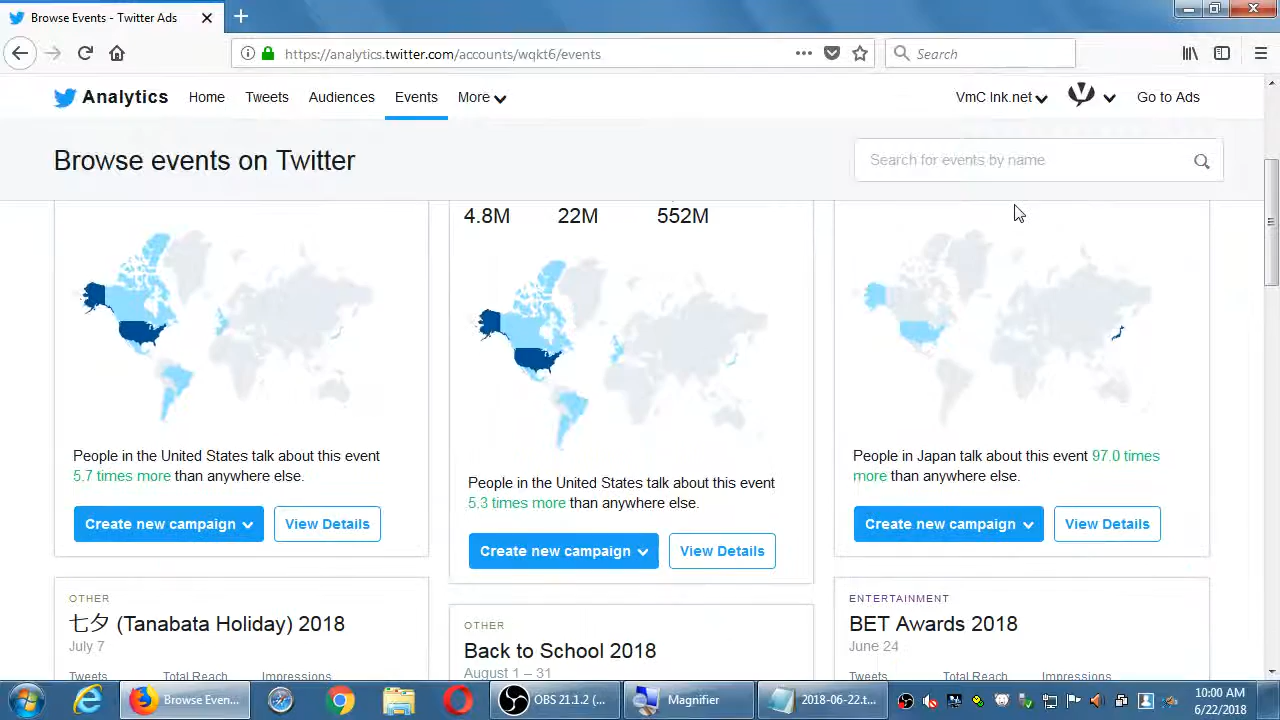 Browse Events - Twitter Ads
https://analytics.twitter.com/accounts/wqkt6/events
Search
Analytics
Home
Tweets
Audiences
Events
More
VmC Ink.net
Go to Ads
Browse events on Twitter
Search for events by name
4.8M 22M 552M
People in the United States talk about this event
5.7 times more than anywhere else.
Create new campaign
View Details
People in the United States talk about this event
5.3 times more than anywhere else.
Create new campaign
View Details
People in Japan talk about this event 97.0 times
more than anywhere else.
Create new campaign
View Details
OTHER
七夕 (Tanabata Holiday) 2018
July 7
Tweets Total Reach Impressions
OTHER
Back to School 2018
August 1 – 31
ENTERTAINMENT
BET Awards 2018
June 24
Tweets Total Reach Impressions
Browse Even...
OBS 21.1.2 (...
Magnifier
2018-06-22.t...
10:00 AM
6/22/2018